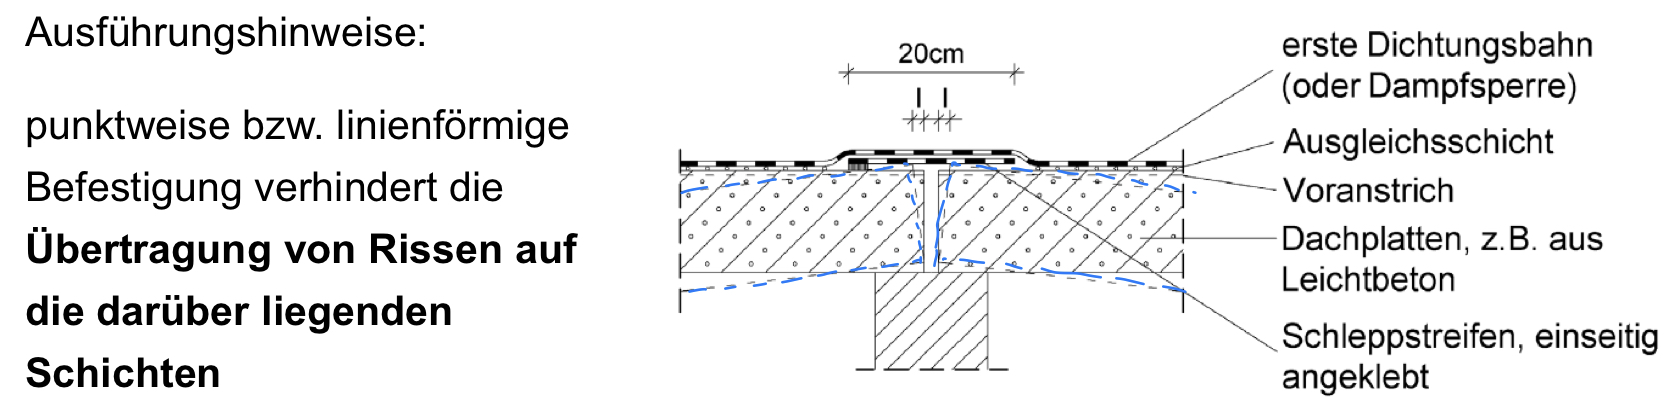 Ausführungshinweise:
punktweise bzw. linienförmige
Befestigung verhindert die
Übertragung von Rissen auf
die darüber liegenden
Schichten
20cm
erste Dichtungsbahn
(oder Dampfsperre)
Ausgleichsschicht
Voranstrich
Dachplatten, z.B. aus
Leichtbeton
Schleppstreifen, einseitig
angeklebt